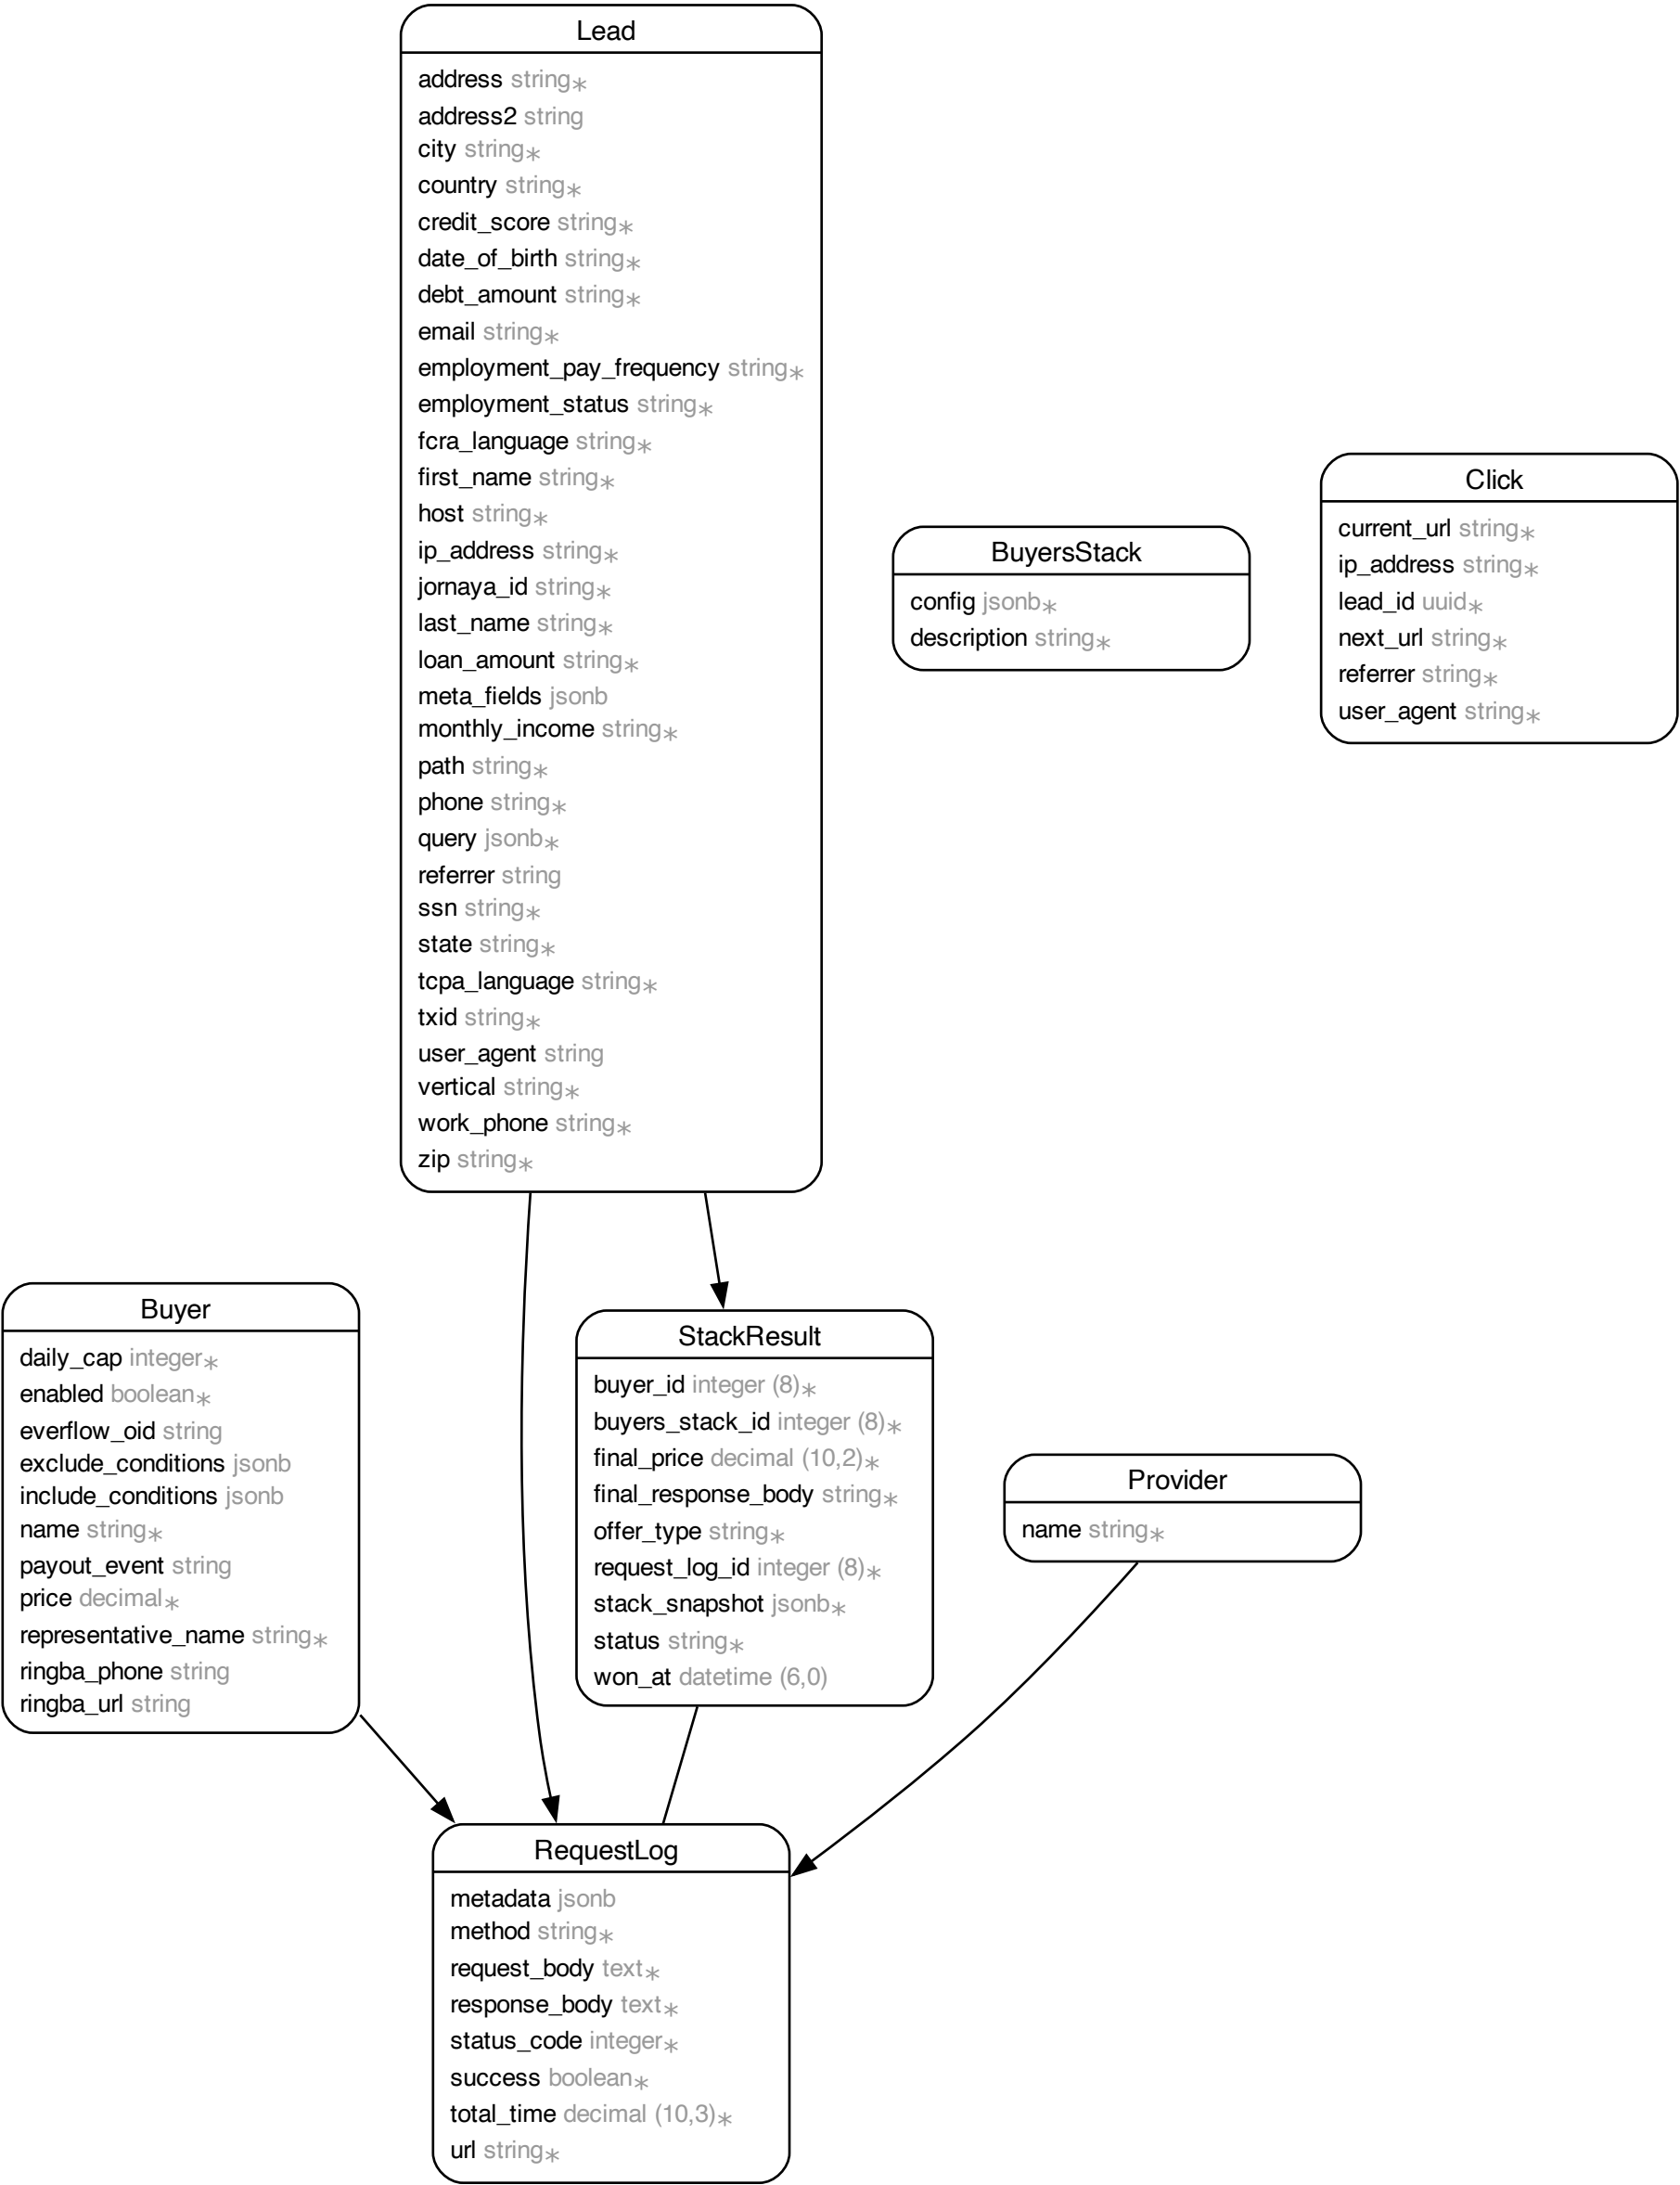 Lead
address string*
address2 string
city string*
country string*
credit_score string*
date_of_birth string*
debt_amount string*
email string*
employment_pay_frequency string*
employment_status string*
fcra_language string*
first_name string*
host string*
ip_address string*
jornaya_id string*
last_name string*
loan_amount string*
meta_fields jsonb
monthly_income string*
path string*
phone string*
query jsonb*
referrer string
ssn string*
state string*
tcpa_language string*
txid string*
user_agent string
vertical string*
work_phone string*
zip string*
BuyersStack
config jsonb*
description string*
Click
current_url string*
ip_address string*
lead_id uuid*
next_url string*
referrer string*
user_agent string*
Buyer
daily_cap integer*
enabled boolean*
everflow_oid string
exclude_conditions jsonb
include_conditions jsonb
name string*
payout_event string
price decimal*
representative_name string*
ringba_phone string
ringba_url string
StackResult
buyer_id integer (8)*
buyers_stack_id integer (8)*
final_price decimal (10,2)*
final_response_body string*
offer_type string*
request_log_id integer (8)*
stack_snapshot jsonb*
status string*
won_at datetime (6,0)
Provider
name string*
RequestLog
metadata jsonb
method string*
request_body text*
response_body text*
status_code integer*
success boolean*
total_time decimal (10,3)*
url string*